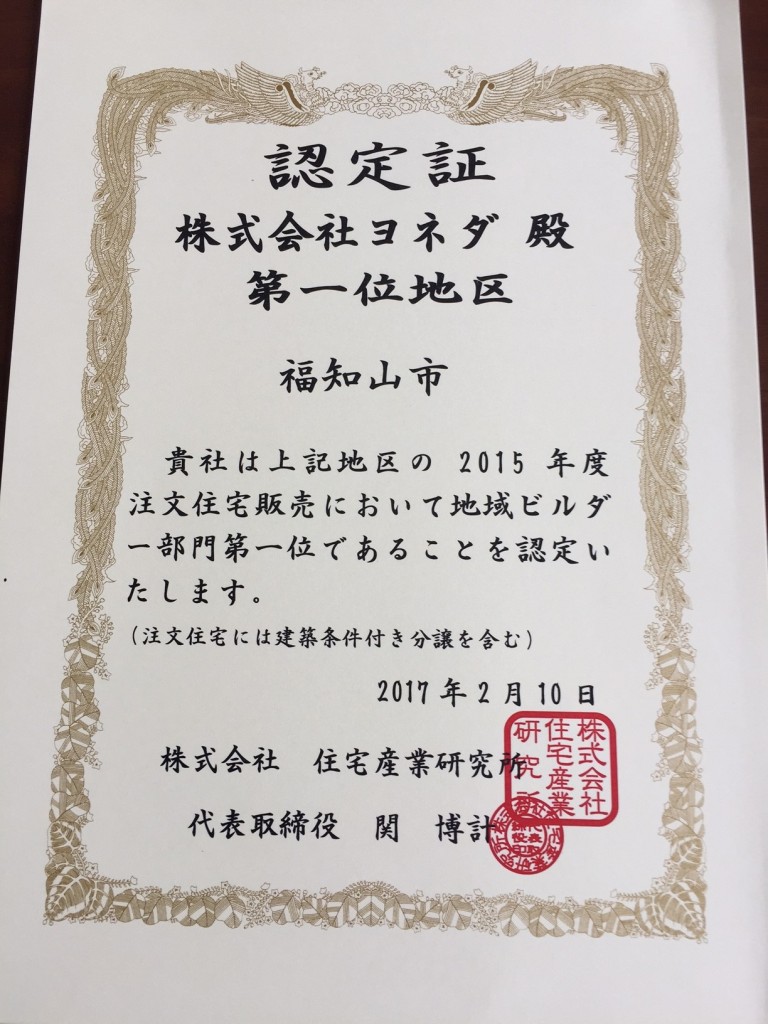 認定証
株式会社ヨネダ 殿
第一位地区
福知山市
貴社は上記地区の 2015 年度
注文住宅販売において地域ビルダ
ー部門第一位であることを認定い
たします。
（注文住宅には建築条件付き分譲を含む）
2017 年 2 月 10 日
株式会社 住宅産業研究所
代表取締役 関 博計
株式会社
住宅産業
研究所